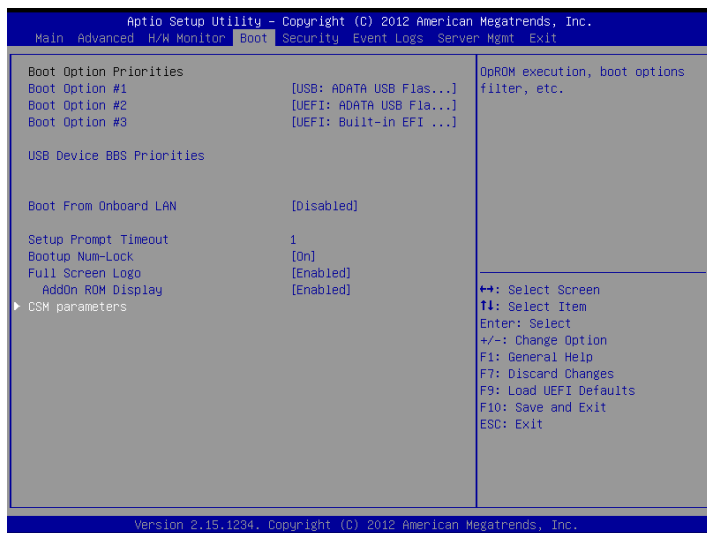 Aptio Setup Utility – Copyright (C) 2012 American Megatrends, Inc.
Main Advanced H/W Monitor Boot Security Event Logs Server Mgmt Exit
Boot Option Priorities
Boot Option #1 [USB: ADATA USB Flas...]
Boot Option #2 [UEFI: ADATA USB Fla...]
Boot Option #3 [UEFI: Built-in EFI ...]
USB Device BBS Priorities
Boot From Onboard LAN [Disabled]
Setup Prompt Timeout 1
Bootup Num-Lock [On]
Full Screen Logo [Enabled]
AddOn ROM Display [Enabled]
CSM parameters
OpROM execution, boot options
filter, etc.
↔: Select Screen
↑↓: Select Item
Enter: Select
+/-: Change Option
F1: General Help
F7: Discard Changes
F9: Load UEFI Defaults
F10: Save and Exit
ESC: Exit
Version 2.15.1234. Copyright (C) 2012 American Megatrends, Inc.